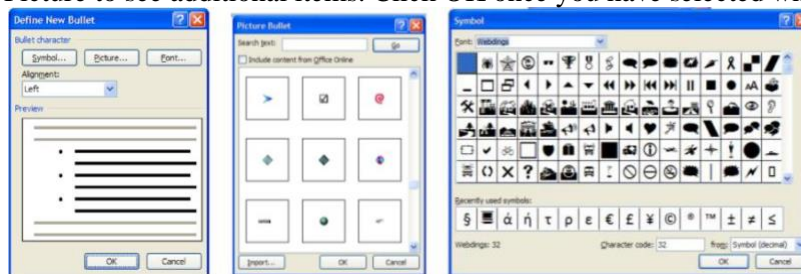 Picture to see additional items. Click OK once you have selected
Define New Bullet
Bullet character
Symbol...
Picture...
Font...
Alignment:
Left
Preview
OK
Cancel
Picture Bullet
Search text:
Go
Include content from Office Online
Import...
OK
Cancel
Symbol
Font: Webdings
Recently used symbols:
§ ά ή τ ρ ε € £ ¥ © ® ™ ± ≠ ≤
Webdings: 32
Character code: 32
from: Symbol (decimal)
OK
Cancel